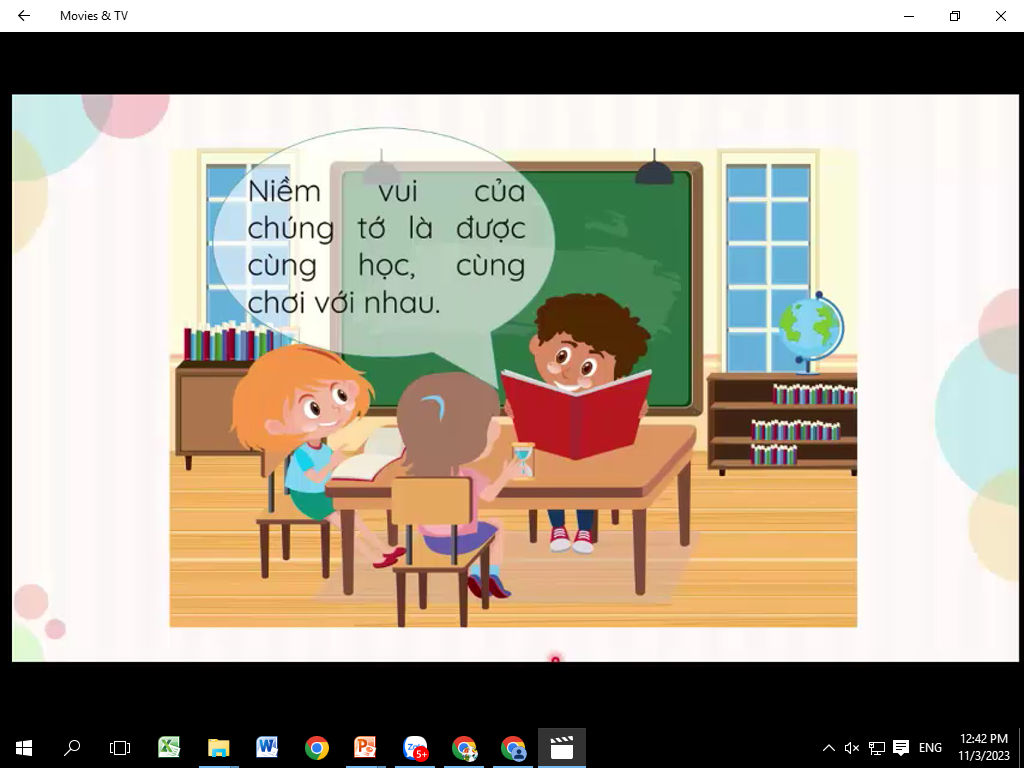 Movies & TV
Niềm vui của
chúng tớ là được
cùng học, cùng
chơi với nhau.
5+
ENG
12:42 PM
11/3/2023